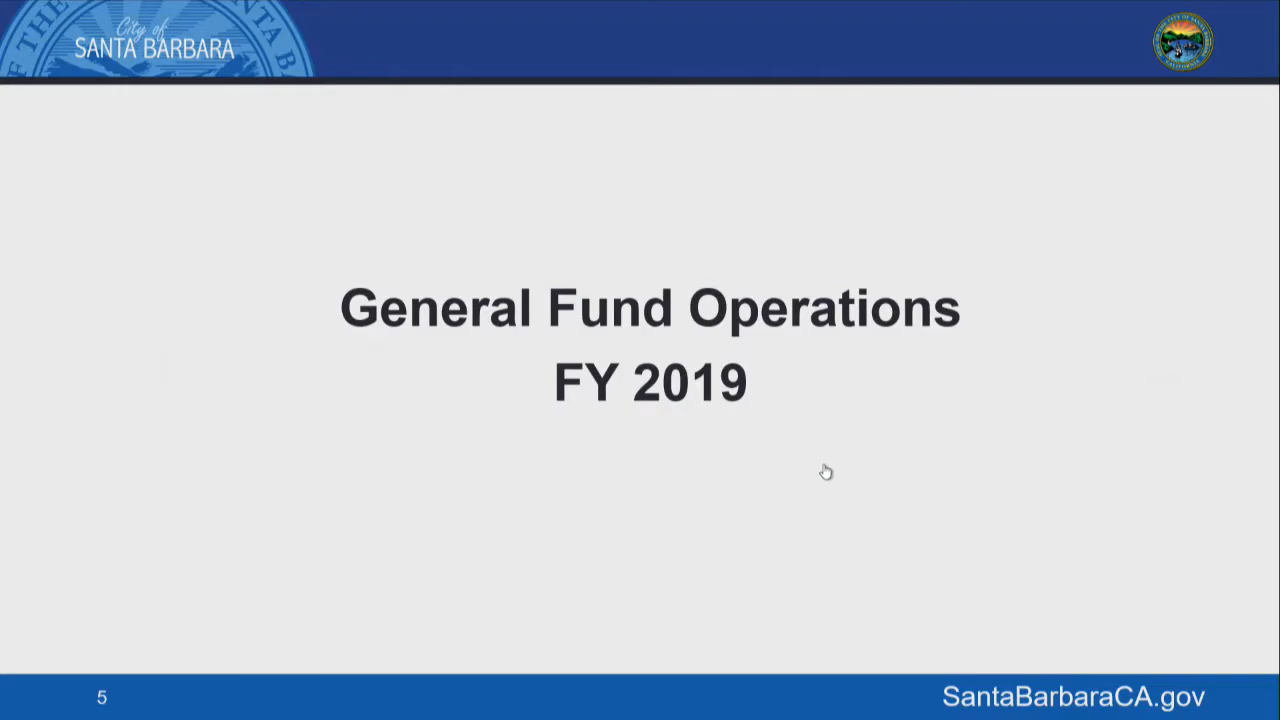 City of
SANTA BARBARA
General Fund Operations
FY 2019
5
SantaBarbaraCA.gov